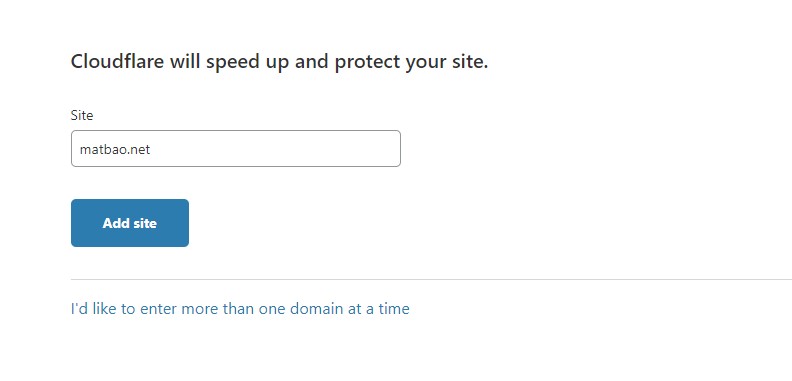 Cloudflare will speed up and protect your site.
Site
matbao.net
Add site
I'd like to enter more than one domain at a time